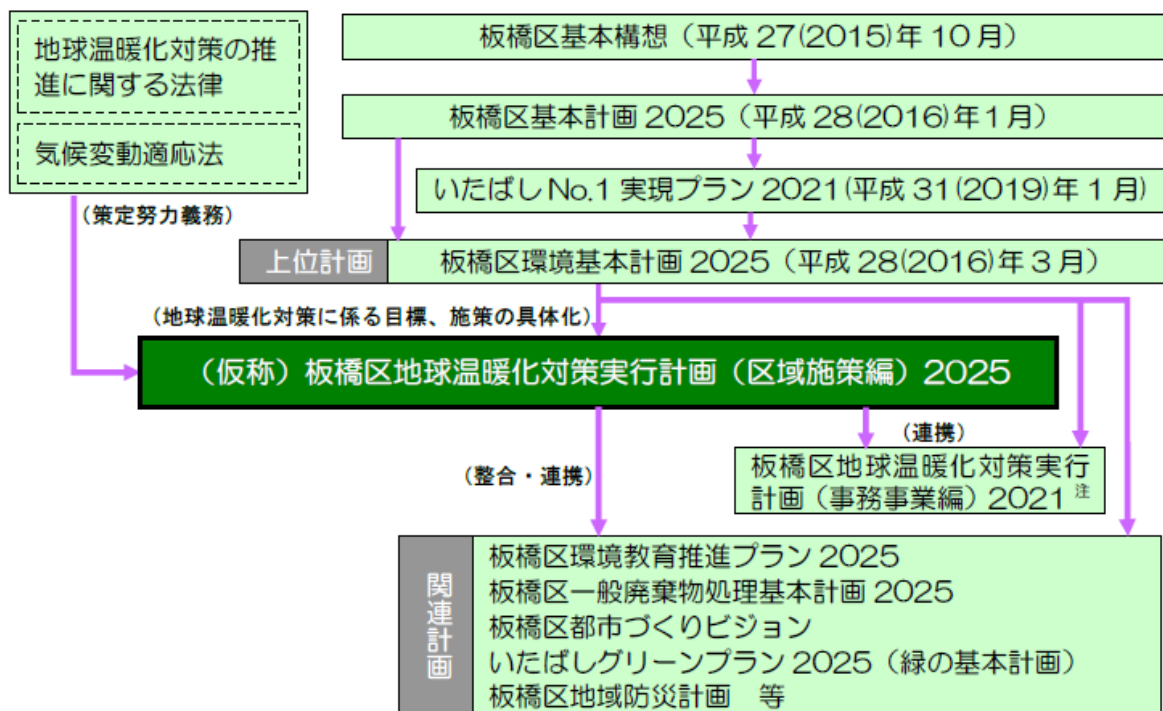 地球温暖化対策の推
進に関する法律
気候変動適応法
(策定努力義務)
板橋区基本構想（平成 27(2015)年 10 月）
板橋区基本計画 2025（平成 28(2016)年 1 月）
いたばし No.1 実現プラン 2021(平成 31(2019)年 1 月)
上位計画
板橋区環境基本計画 2025（平成 28(2016)年 3 月）
(地球温暖化対策に係る目標、施策の具体化)
（仮称）板橋区地球温暖化対策実行計画（区域施策編）2025
(連携)
板橋区地球温暖化対策実行
計画（事務事業編）2021 注
(整合・連携)
関連計画
板橋区環境教育推進プラン 2025
板橋区一般廃棄物処理基本計画 2025
板橋区都市づくりビジョン
いたばしグリーンプラン 2025（緑の基本計画）
板橋区地域防災計画　等